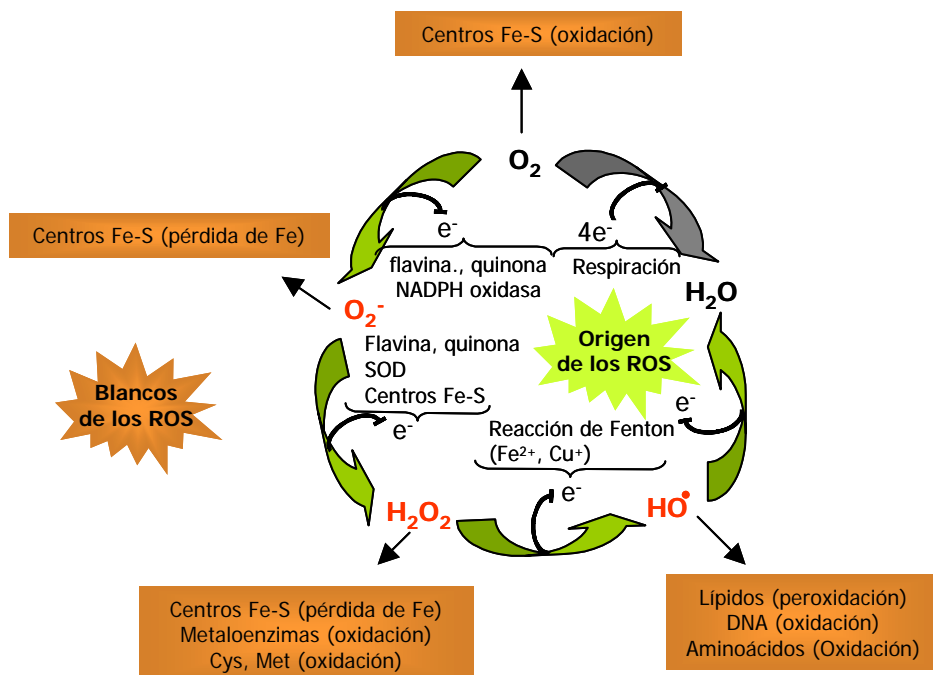 Centros Fe-S (oxidación)
O₂
e⁻
4e⁻
flavina., quinona
NADPH oxidasa
Respiración
Centros Fe-S (pérdida de Fe)
O₂⁻
H₂O
Flavina, quinona
SOD
Centros Fe-S
e⁻
Origen
de los ROS
Blancos
de los ROS
e⁻
Reacción de Fenton
(Fe²⁺, Cu⁺)
e⁻
H₂O₂
HO•
Centros Fe-S (pérdida de Fe)
Metaloenzimas (oxidación)
Cys, Met (oxidación)
Lípidos (peroxidación)
DNA (oxidación)
Aminoácidos (Oxidación)